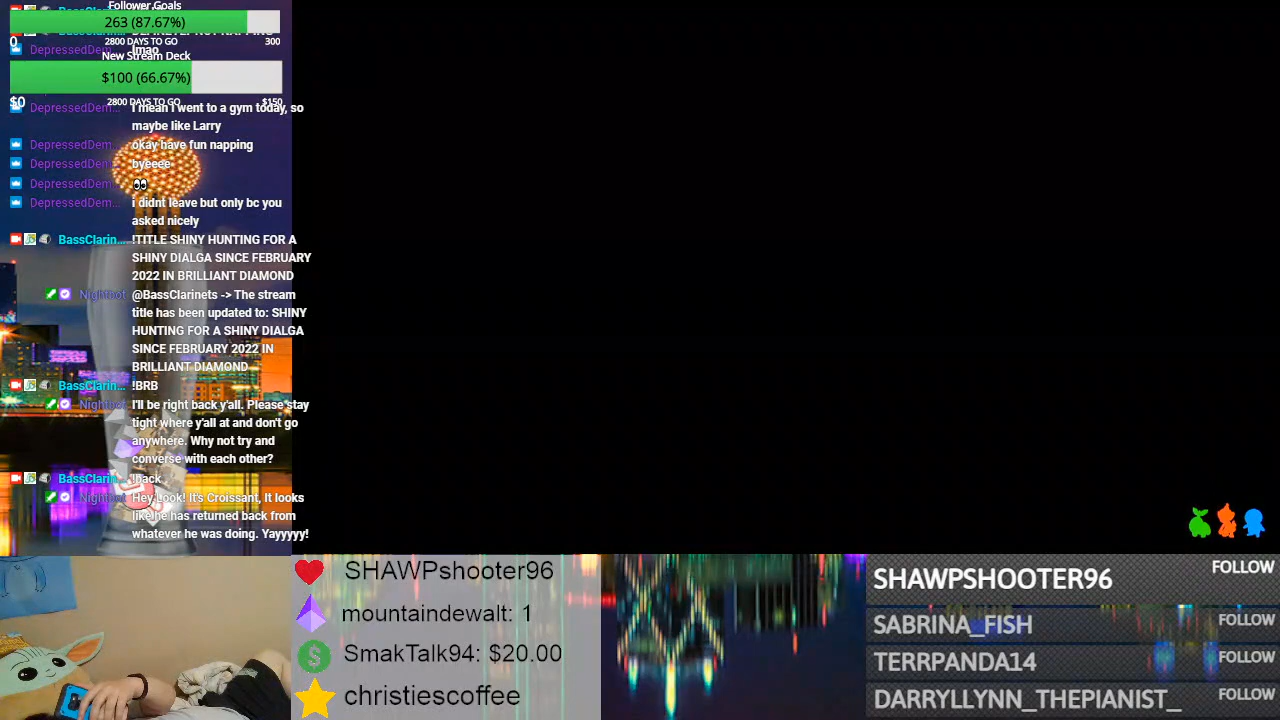 Follower Goals
263 (87.67%)
0 2800 DAYS TO GO 300
DepressedDem... lmao
New Stream Deck
$100 (66.67%)
$0 2800 DAYS TO GO $150
DepressedDem... I mean i went to a gym today, so
maybe like Larry
DepressedDem... okay have fun napping
DepressedDem... byeeee
DepressedDem... 👀
DepressedDem... i didnt leave but only bc you
asked nicely
BassClarin... !TITLE SHINY HUNTING FOR A
SHINY DIALGA SINCE FEBRUARY
2022 IN BRILLIANT DIAMOND
Nightbot @BassClarinets -> The stream
title has been updated to: SHINY
HUNTING FOR A SHINY DIALGA
SINCE FEBRUARY 2022 IN
BRILLIANT DIAMOND
BassClarin... !BRB
Nightbot I'll be right back y'all. Please stay
tight where y'all at and don't go
anywhere. Why not try and
converse with each other?
BassClarin... !back
Nightbot Hey Look! It's Croissant, It looks
like he has returned back from
whatever he was doing. Yayyyyy!
SHAWPshooter96
mountaindewalt: 1
SmakTalk94: $20.00
christiescoffee
SHAWPSHOOTER96 FOLLOW
SABRINA_FISH FOLLOW
TERRPANDA14 FOLLOW
DARRYLLYNN_THEPIANIST_ FOLLOW